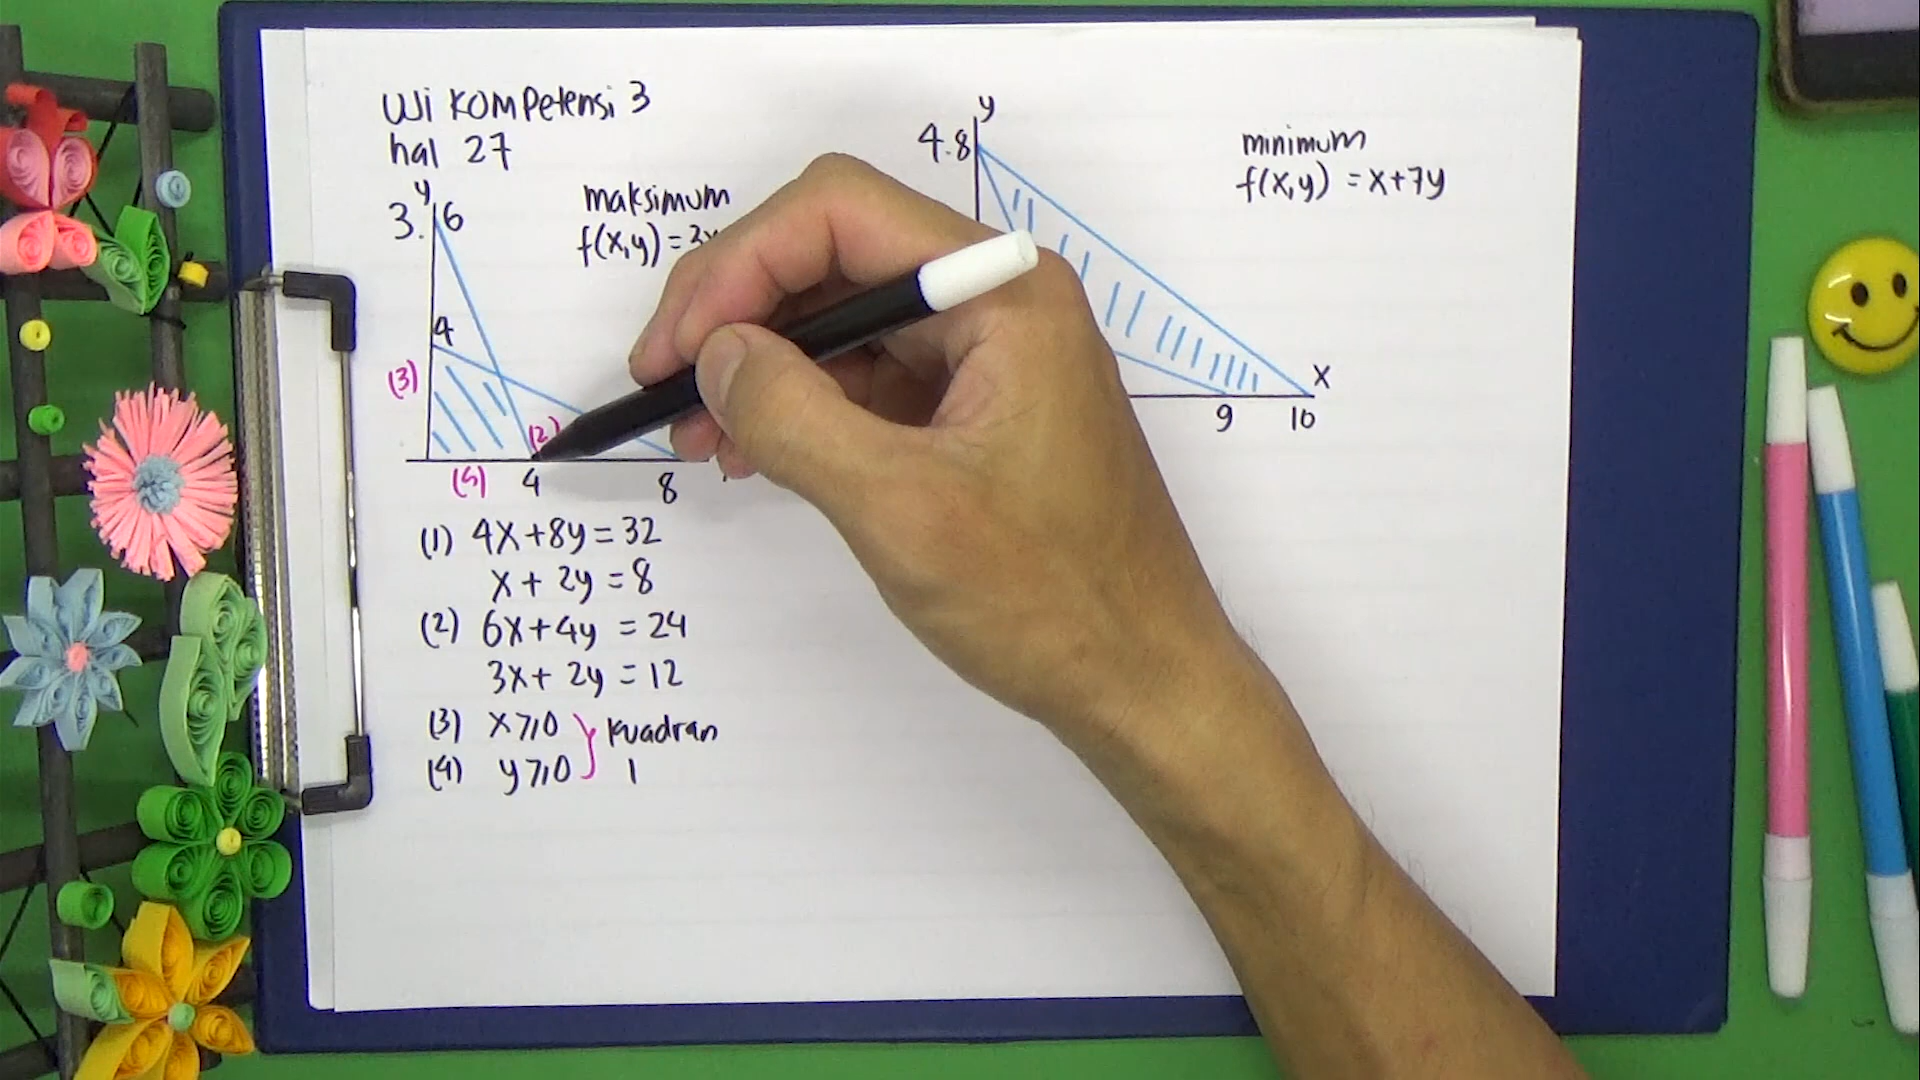 Uji Kompetensi 3
hal 27
3.
y
6
maksimum
f(x,y) = 3x
4
(3)
(2)
(4)
4
8
(1) 4x + 8y = 32
x + 2y = 8
(2) 6x + 4y = 24
3x + 2y = 12
(3) x ≥ 0
(4) y ≥ 0
kuadran
1
4.
y
8
minimum
f(x,y) = x + 7y
x
9
10